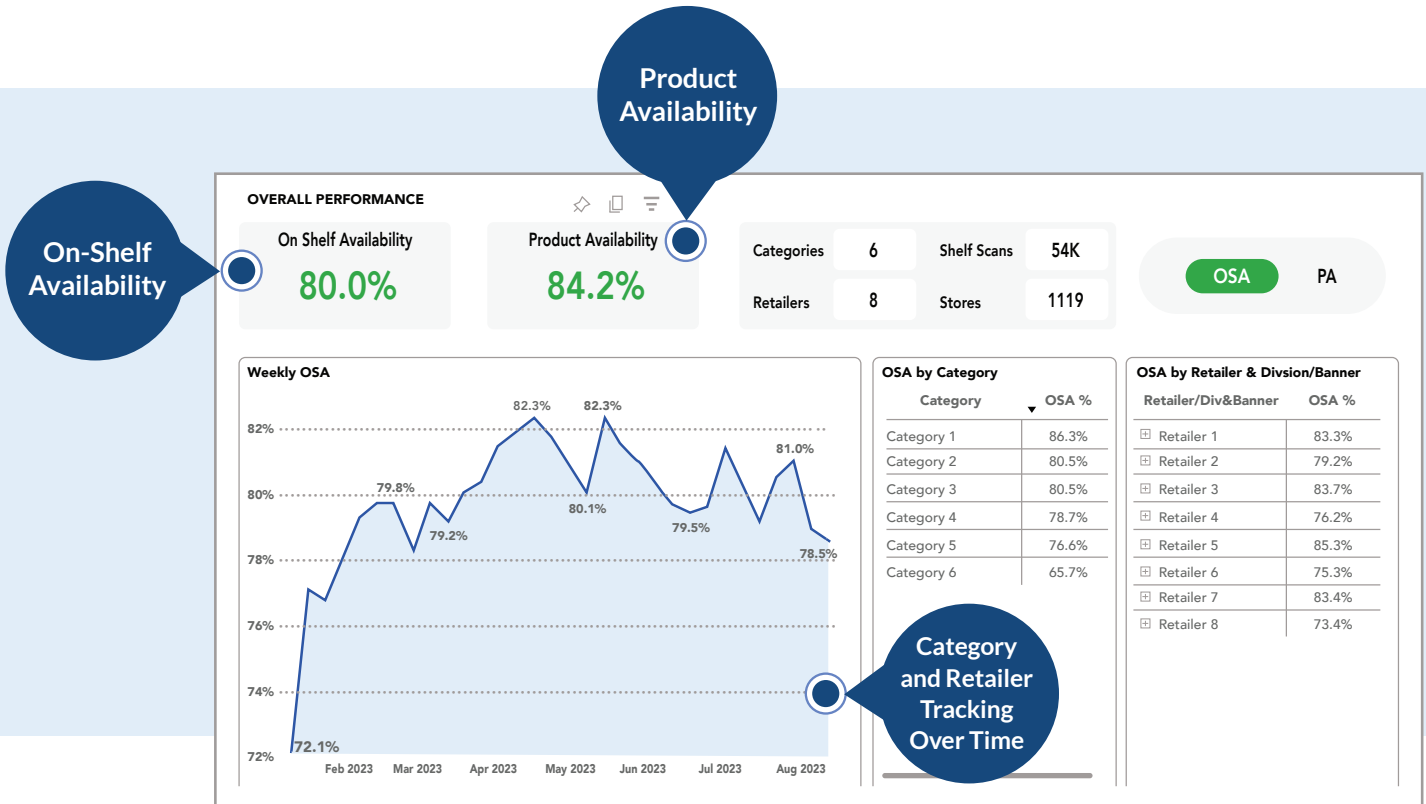 Product
Availability
On-Shelf
Availability
OVERALL PERFORMANCE
On Shelf Availability
80.0%
Product Availability
84.2%
Categories 6 Shelf Scans 54K
Retailers 8 Stores 1119
OSA PA
Weekly OSA
82%
80%
78%
76%
74%
72%
72.1%
79.8%
79.2%
82.3%
80.1%
82.3%
79.5%
81.0%
78.5%
Feb 2023 Mar 2023 Apr 2023 May 2023 Jun 2023 Jul 2023 Aug 2023
OSA by Category
Category OSA %
Category 1 86.3%
Category 2 80.5%
Category 3 80.5%
Category 4 78.7%
Category 5 76.6%
Category 6 65.7%
Category
and Retailer
Tracking
Over Time
OSA by Retailer & Divsion/Banner
Retailer/Div&Banner OSA %
Retailer 1 83.3%
Retailer 2 79.2%
Retailer 3 83.7%
Retailer 4 76.2%
Retailer 5 85.3%
Retailer 6 75.3%
Retailer 7 83.4%
Retailer 8 73.4%